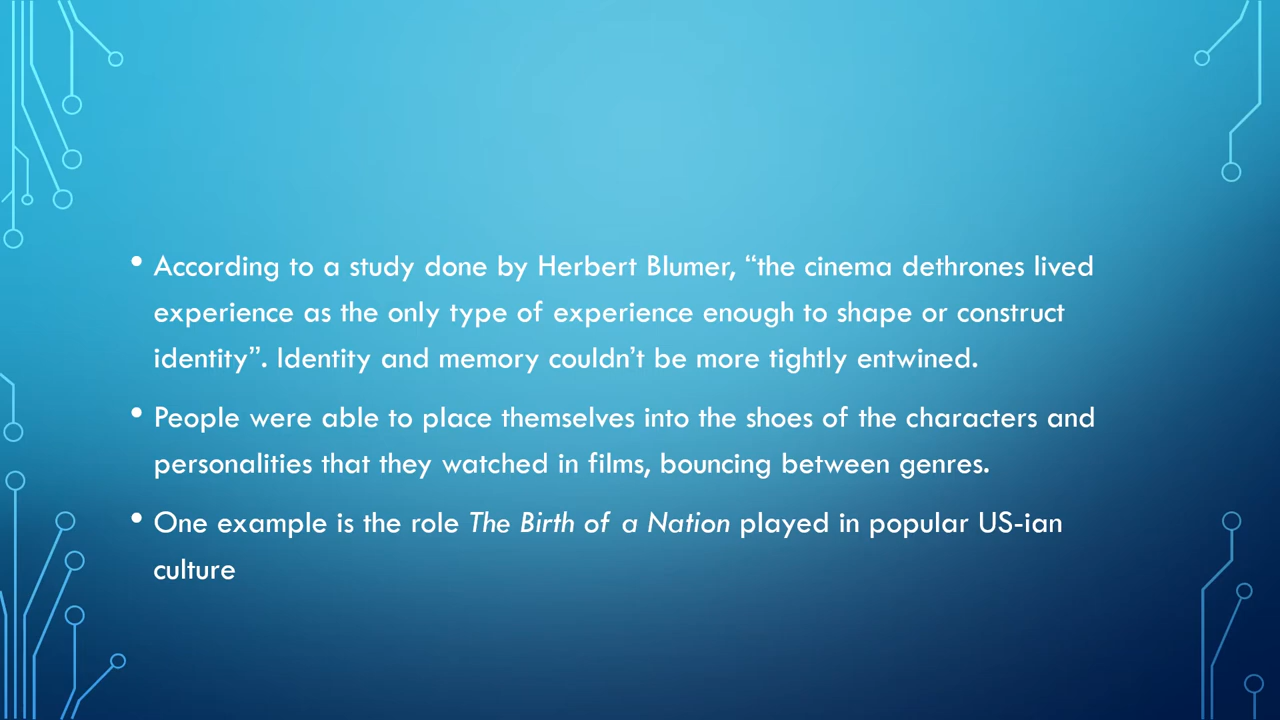 • According to a study done by Herbert Blumer, “the cinema dethrones lived
experience as the only type of experience enough to shape or construct
identity”. Identity and memory couldn’t be more tightly entwined.
• People were able to place themselves into the shoes of the characters and
personalities that they watched in films, bouncing between genres.
• One example is the role The Birth of a Nation played in popular US-ian
culture